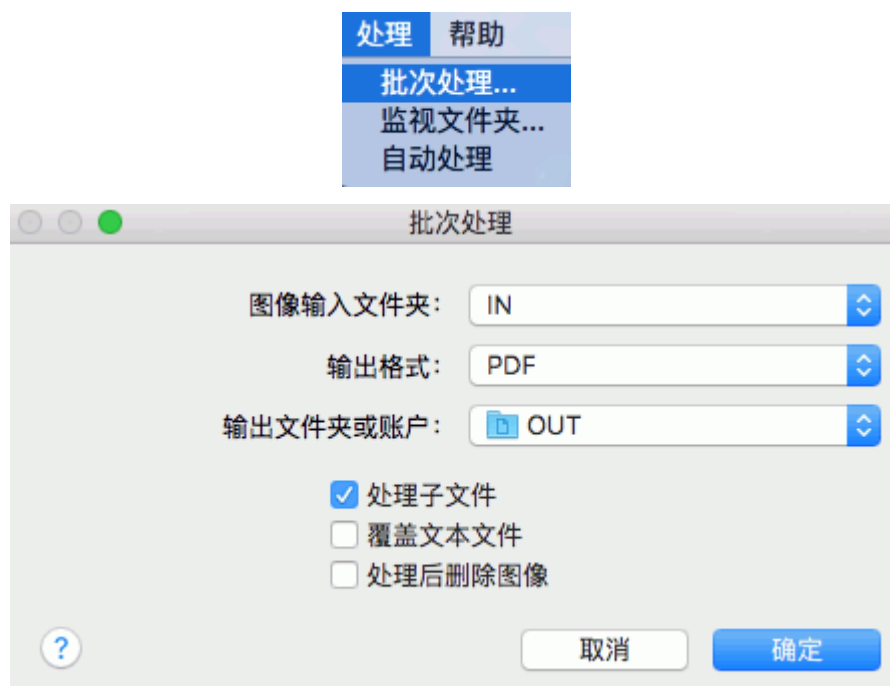 处理 帮助
批次处理...
监视文件夹...
自动处理
批次处理
图像输入文件夹： IN
输出格式： PDF
输出文件夹或账户： OUT
处理子文件
覆盖文本文件
处理后删除图像
? 取消 确定